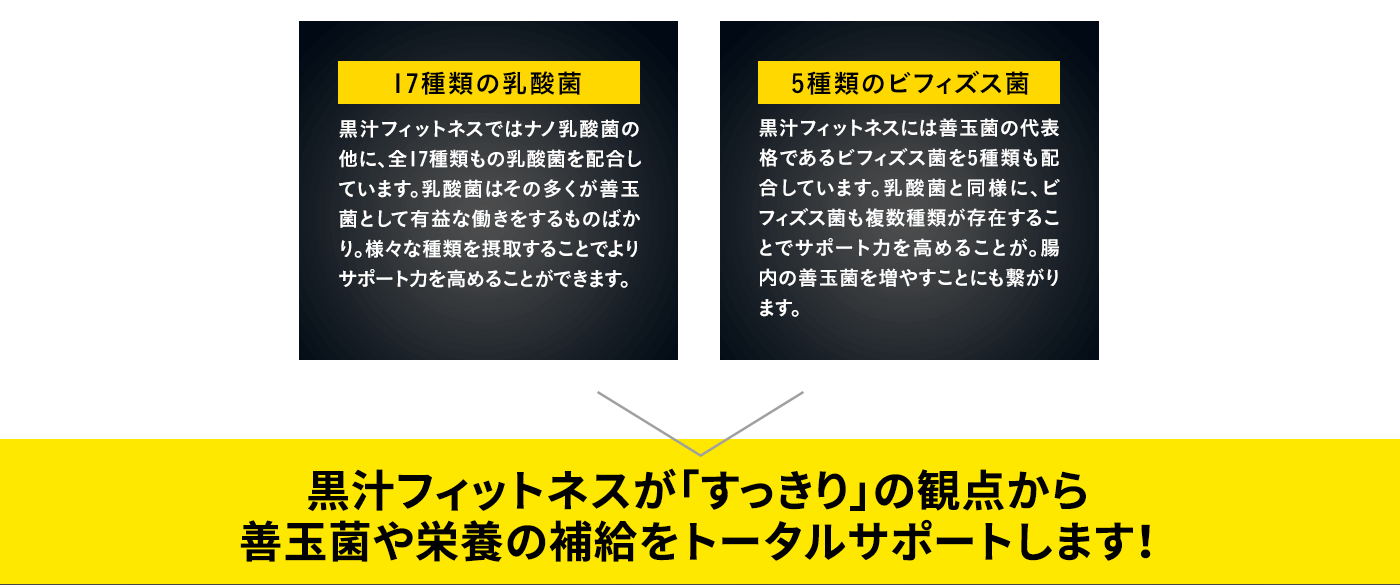 17種類の乳酸菌
黒汁フィットネスではナノ乳酸菌の
他に、全17種類もの乳酸菌を配合し
ています。乳酸菌はその多くが善玉
菌として有益な働きをするものばか
り。様々な種類を摂取することでより
サポート力を高めることができます。
5種類のビフィズス菌
黒汁フィットネスには善玉菌の代表
格であるビフィズス菌を5種類も配
合しています。乳酸菌と同様に、ビ
フィズス菌も複数種類が存在するこ
とでサポート力を高めることが。腸
内の善玉菌を増やすことにも繋がり
ます。
黒汁フィットネスが「すっきり」の観点から
善玉菌や栄養の補給をトータルサポートします!